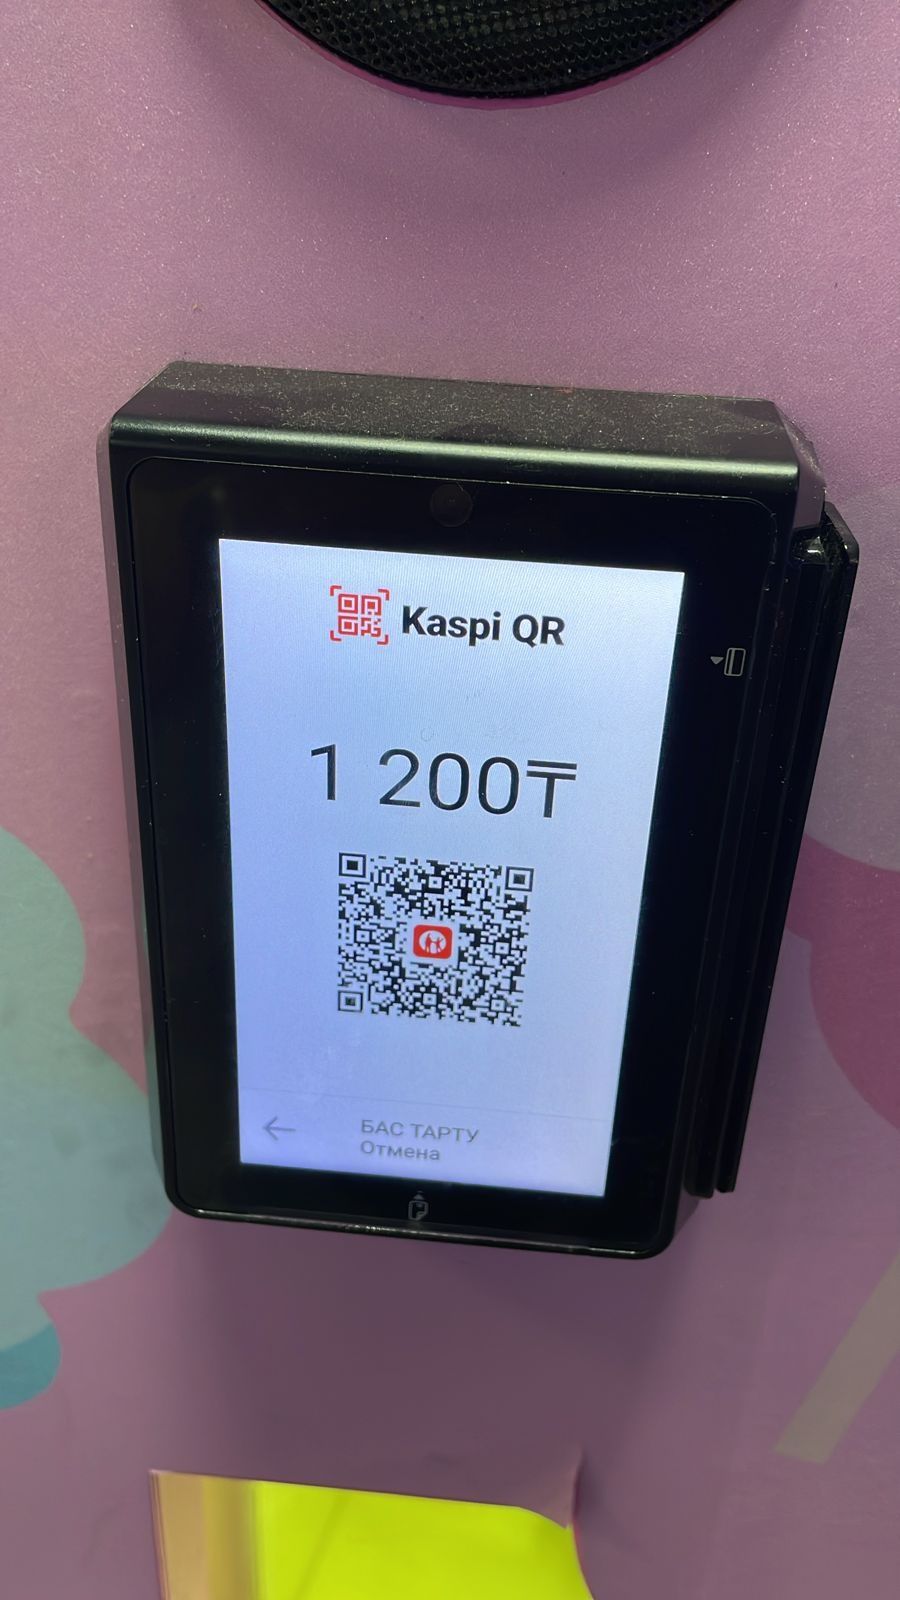 Kaspi QR
1 200₸
БАС ТАРТУ
Отмена